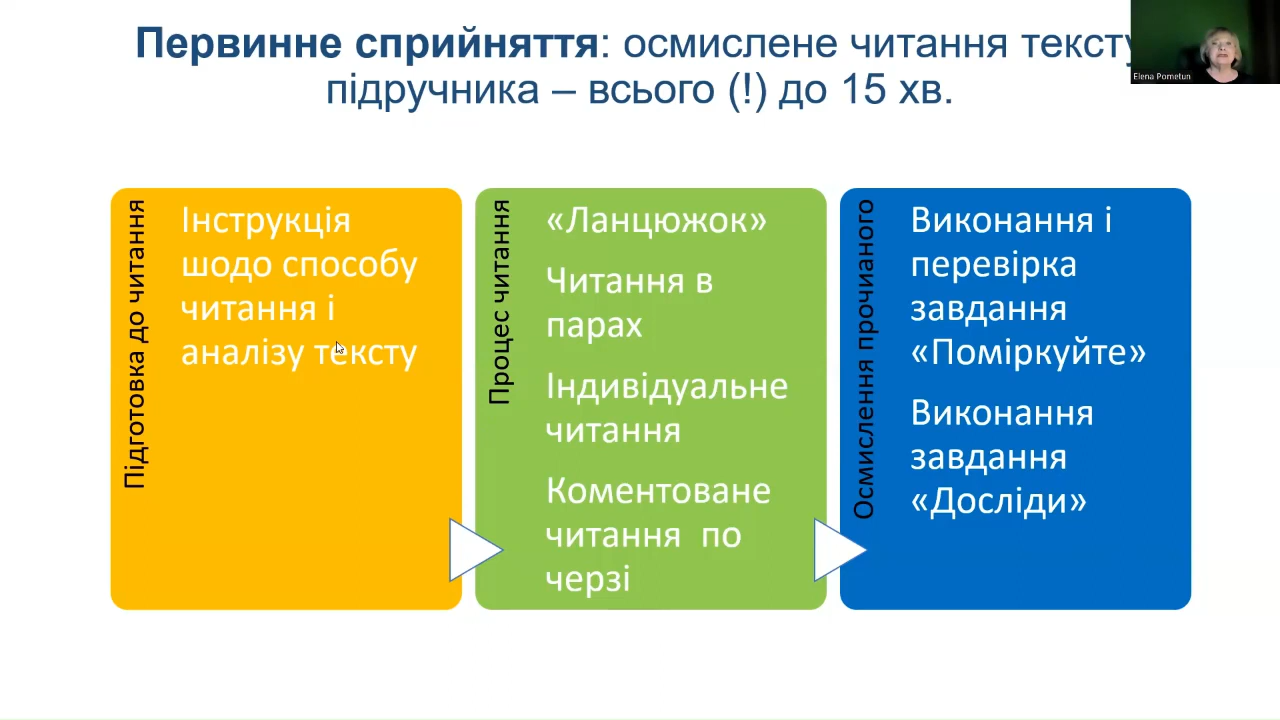 Первинне сприйняття: осмислене читання тексту
підручника – всього (!) до 15 хв.
Elena Pometun
Підготовка до читання
Інструкція
щодо способу
читання і
аналізу тексту
Процес читання
«Ланцюжок»
Читання в
парах
Індивідуальне
читання
Коментоване
читання по
черзі
Осмислення прочианого
Виконання і
перевірка
завдання
«Поміркуйте»
Виконання
завдання
«Досліди»